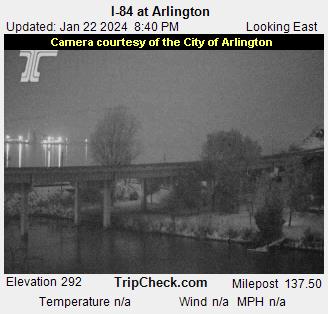 I-84 at Arlington
Updated: Jan 22 2024 8:40 PM Looking East
Camera courtesy of the City of Arlington
Elevation 292 TripCheck.com Milepost 137.50
Temperature n/a Wind n/a MPH n/a